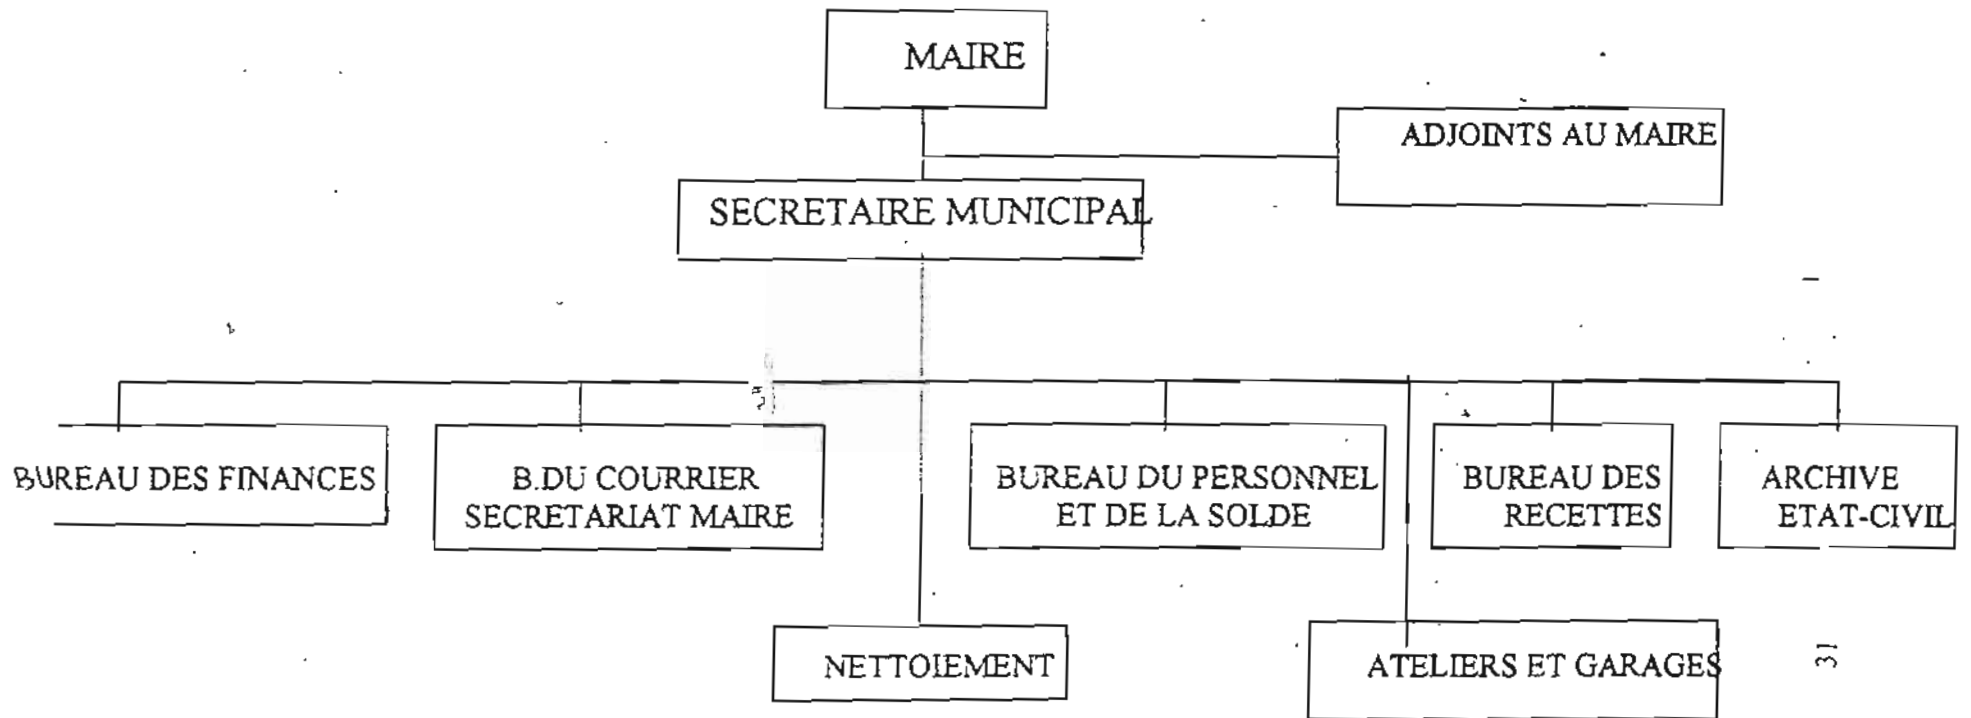 MAIRE
ADJOINTS AU MAIRE
SECRETAIRE MUNICIPAL
BUREAU DES FINANCES
B.DU COURRIER
SECRETARIAT MAIRE
BUREAU DU PERSONNEL
ET DE LA SOLDE
BUREAU DES
RECETTES
ARCHIVE
ETAT-CIVIL
NETTOIEMENT
ATELIERS ET GARAGES
31